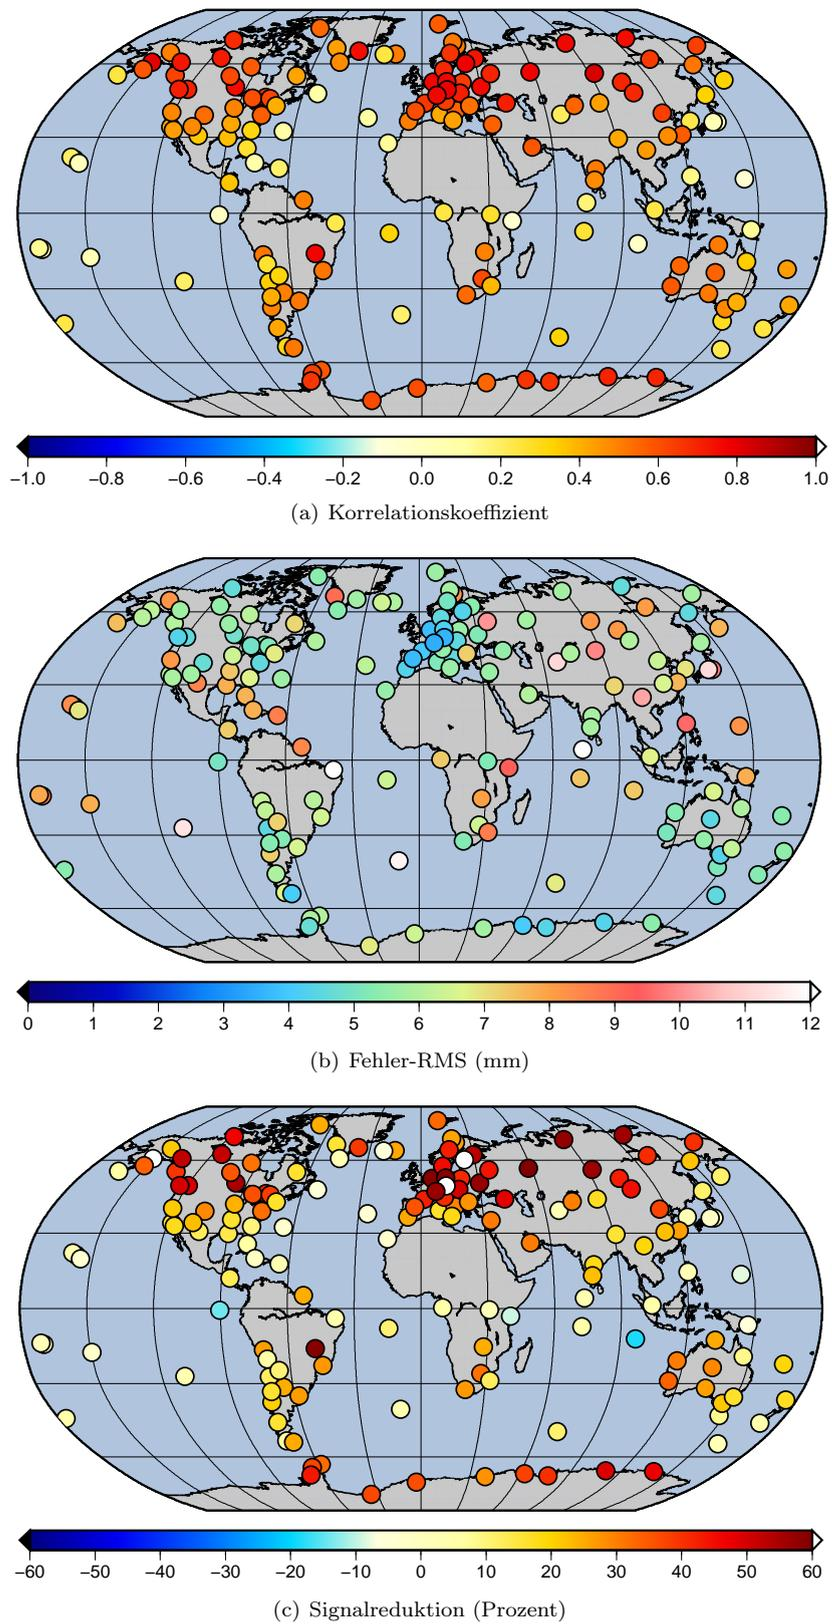 −1.0 −0.8 −0.6 −0.4 −0.2 0.0 0.2 0.4 0.6 0.8 1.0
(a) Korrelationskoeffizient
0 1 2 3 4 5 6 7 8 9 10 11 12
(b) Fehler-RMS (mm)
−60 −50 −40 −30 −20 −10 0 10 20 30 40 50 60
(c) Signalreduktion (Prozent)